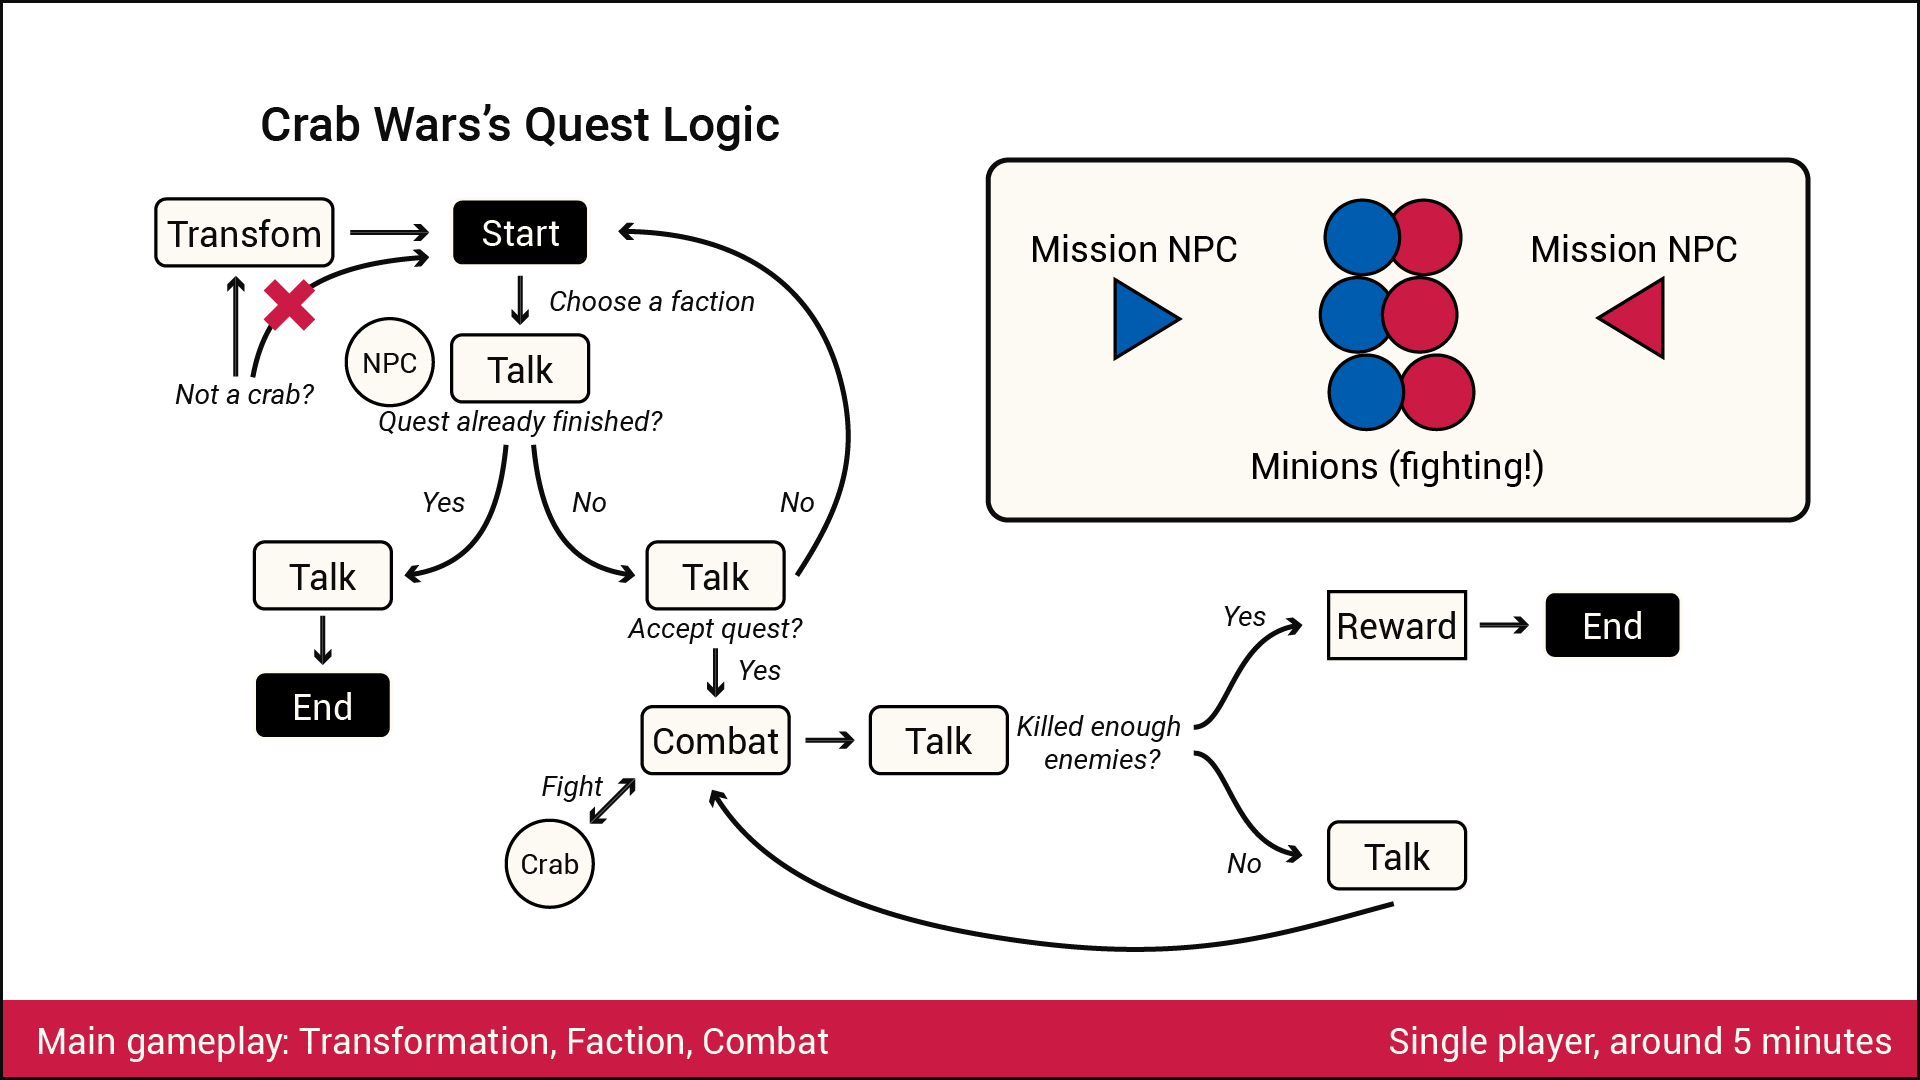 Crab Wars’s Quest Logic
Transfom
Start
Choose a faction
Not a crab?
NPC
Talk
Quest already finished?
Yes
No
No
Talk
End
Talk
Accept quest?
Yes
Combat
Fight
Crab
Talk
Killed enough
enemies?
Yes
Reward
End
No
Talk
Mission NPC
Mission NPC
Minions (fighting!)
Main gameplay: Transformation, Faction, Combat
Single player, around 5 minutes